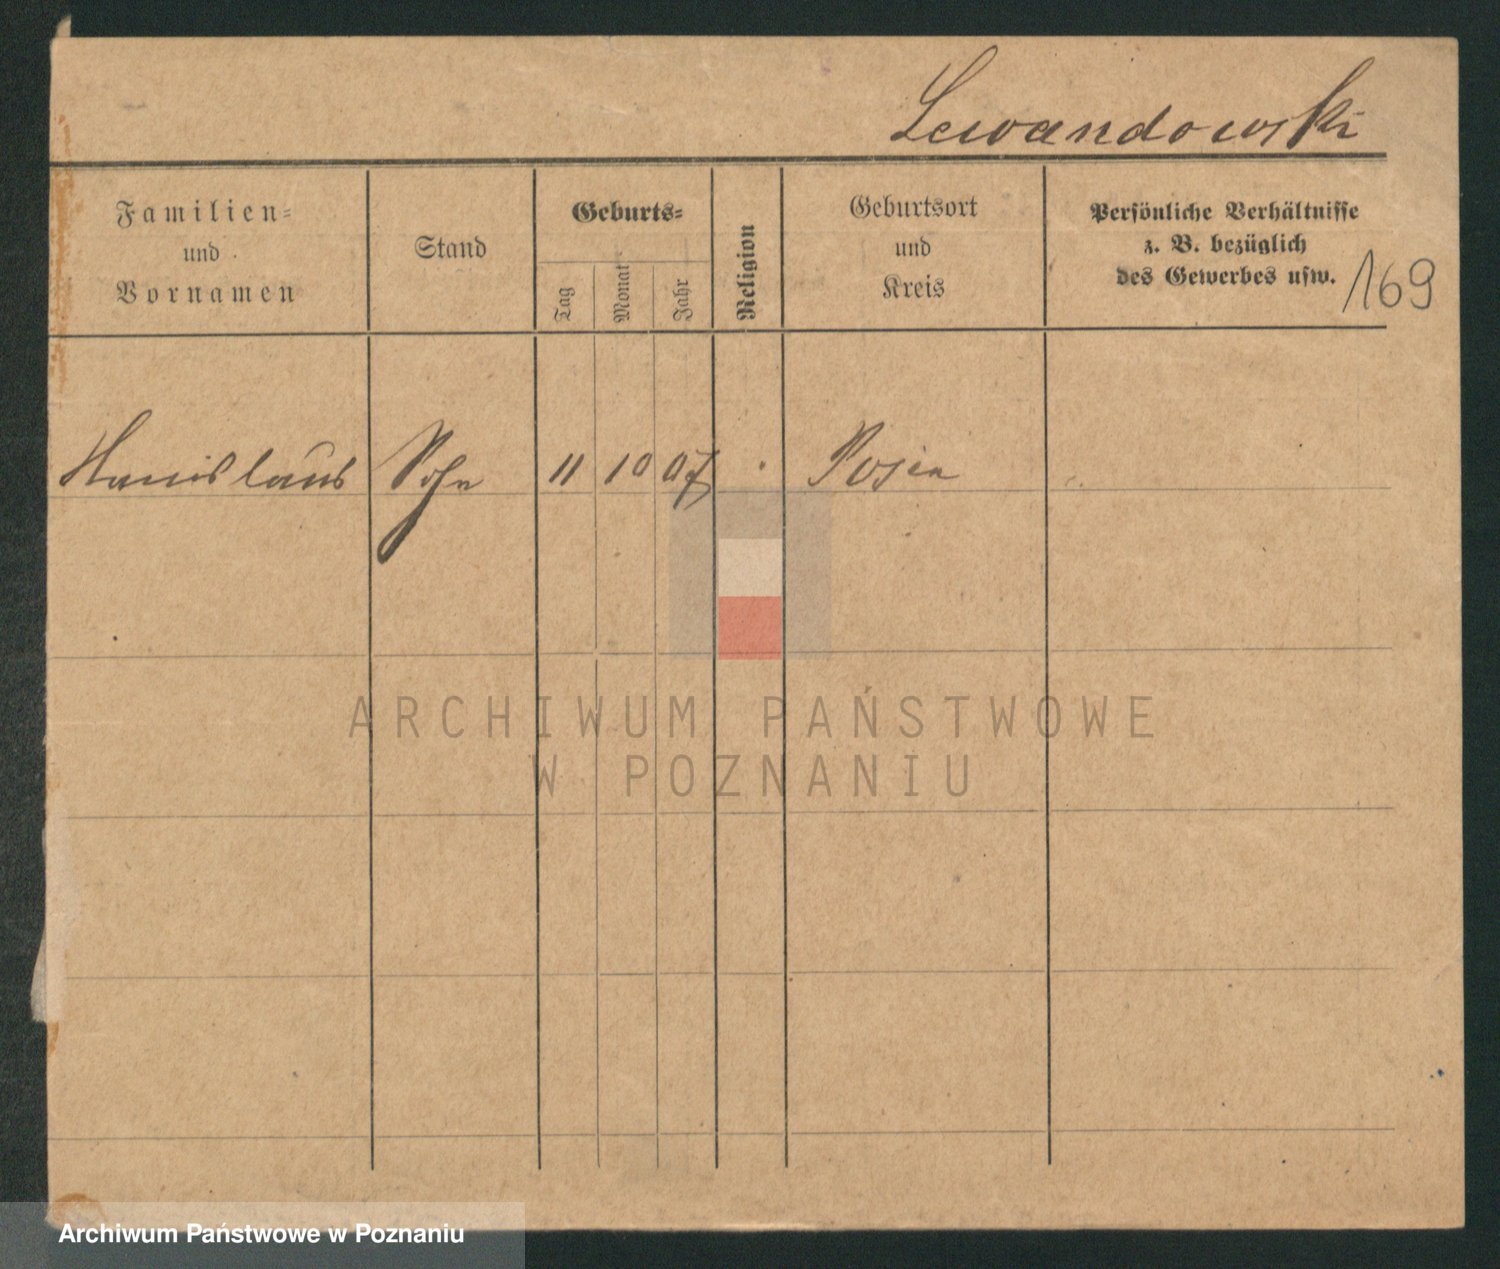 Lewandowski
Familien=
und
Vornamen
Stand
Geburts=
Tag
Monat
Jahr
Religion
Geburtsort
und
Kreis
Persönliche Verhältnisse
z. B. bezüglich
des Gewerbes usw.
169
Stanislaus Sohn 11 10 07 Posen
ARCHIWUM PAŃSTWOWE
W POZNANIU
Archiwum Państwowe w Poznaniu